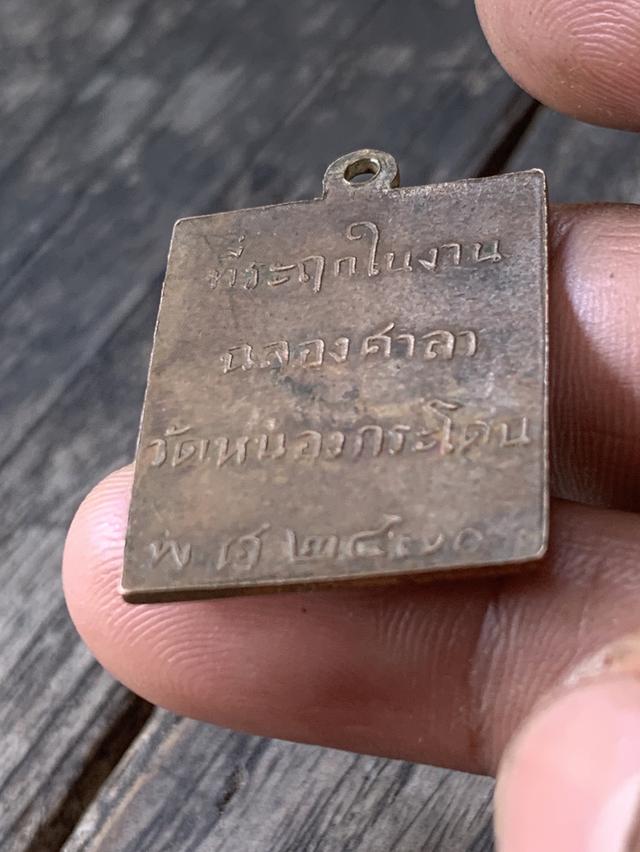 ที่ระฤกในงาน
ฉลองศาลา
วัดหนองกระโดน
พ ศ ๒๔๗๐